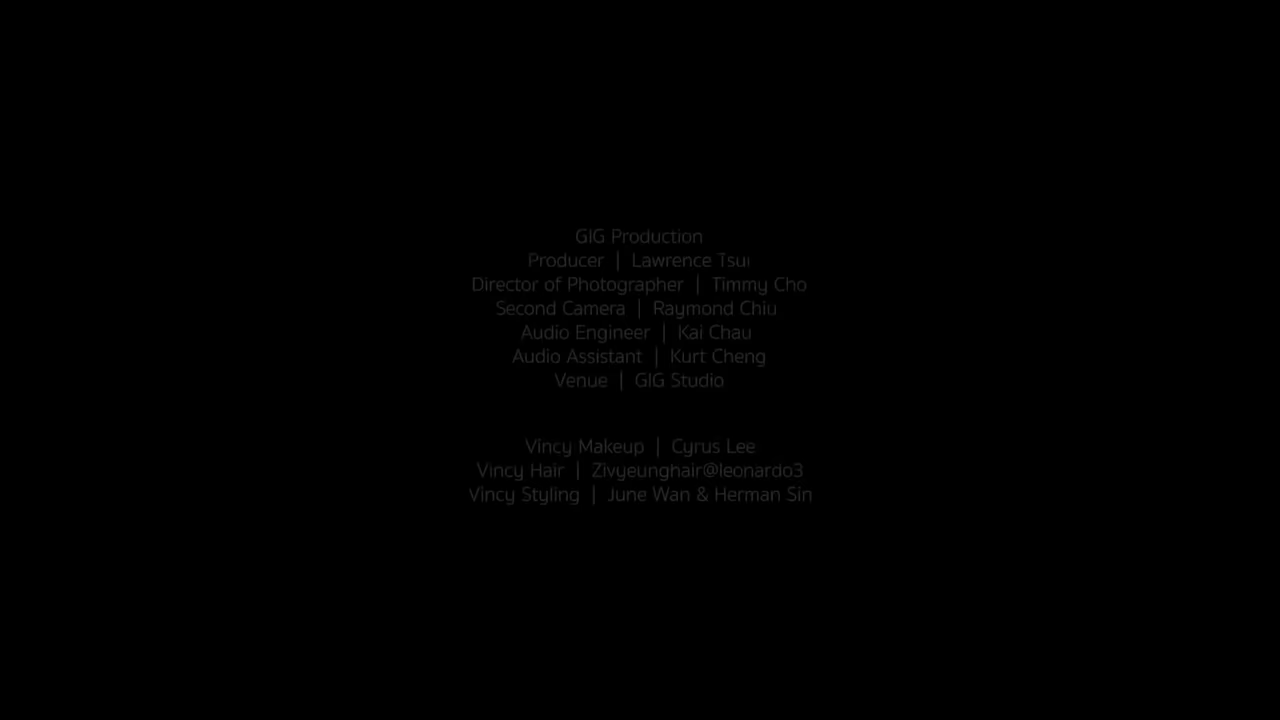 GIG Production
Producer | Lawrence Tsui
Director of Photographer | Timmy Cho
Second Camera | Raymond Chiu
Audio Engineer | Kai Chau
Audio Assistant | Kurt Cheng
Venue | GIG Studio
Vincy Makeup | Cyrus Lee
Vincy Hair | Zivyeunghair@leonardo3
Vincy Styling | June Wan & Herman Sin